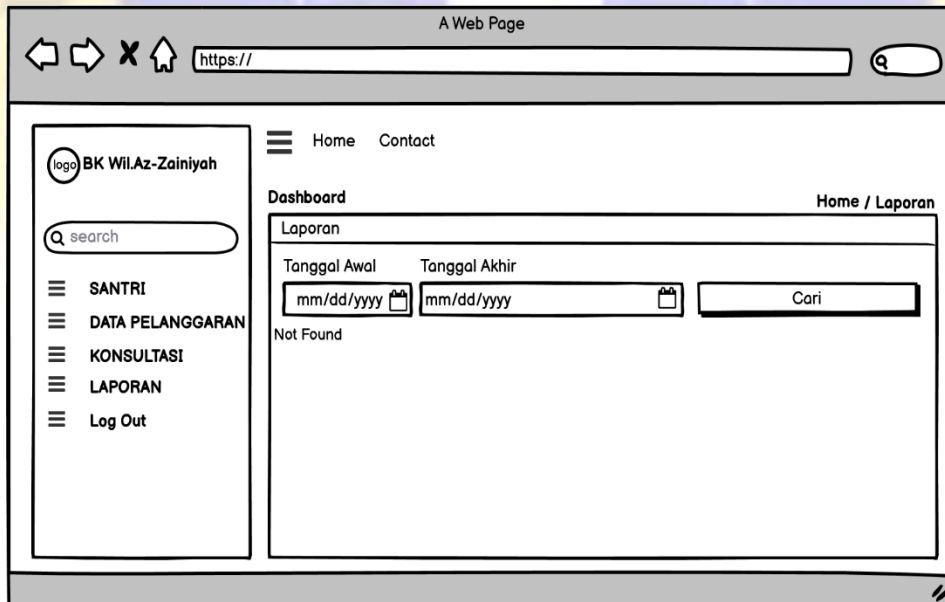 A Web Page
https://
logo BK Wil.Az-Zainiyah
search
SANTRI
DATA PELANGGARAN
KONSULTASI
LAPORAN
Log Out
Home Contact
Dashboard
Home / Laporan
Laporan
Tanggal Awal Tanggal Akhir
mm/dd/yyyy mm/dd/yyyy Cari
Not Found